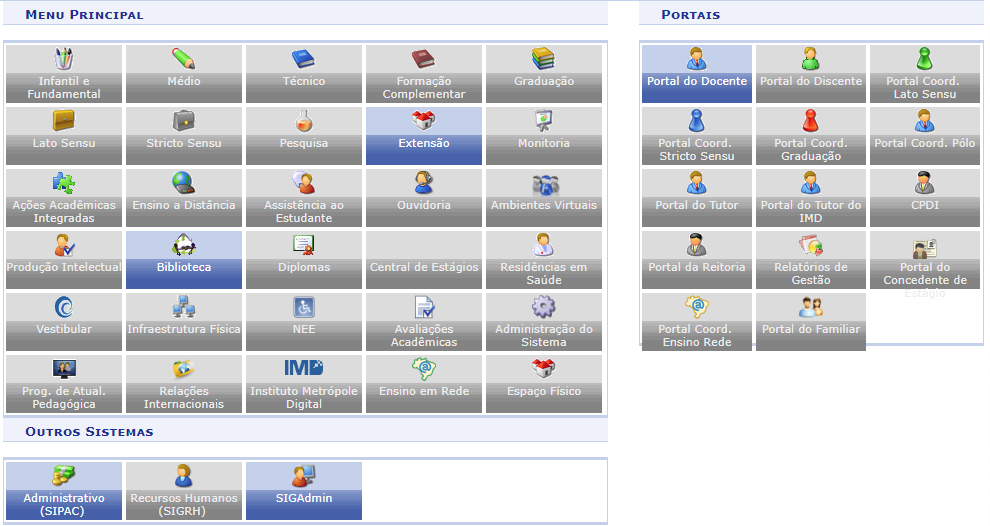 MENU PRINCIPAL
Infantil e
Fundamental
Médio
Técnico
Formação
Complementar
Graduação
Lato Sensu
Stricto Sensu
Pesquisa
Extensão
Monitoria
Ações Acadêmicas
Integradas
Ensino a Distância
Assistência ao
Estudante
Ouvidoria
Ambientes Virtuais
Produção Intelectual
Biblioteca
Diplomas
Central de Estágios
Residências em
Saúde
Vestibular
Infraestrutura Física
NEE
Avaliações
Acadêmicas
Administração do
Sistema
Prog. de Atual.
Pedagógica
Relações
Internacionais
IMD
Instituto Metrópole
Digital
Ensino em Rede
Espaço Físico
OUTROS SISTEMAS
Administrativo
(SIPAC)
Recursos Humanos
(SIGRH)
SIGAdmin
PORTAIS
Portal do Docente
Portal do Discente
Portal Coord.
Lato Sensu
Portal Coord.
Stricto Sensu
Portal Coord.
Graduação
Portal Coord. Pólo
Portal do Tutor
Portal do Tutor do
IMD
CPDI
Portal da Reitoria
Relatórios de
Gestão
Portal do
Concedente de
Estágio
Portal Coord.
Ensino Rede
Portal do Familiar